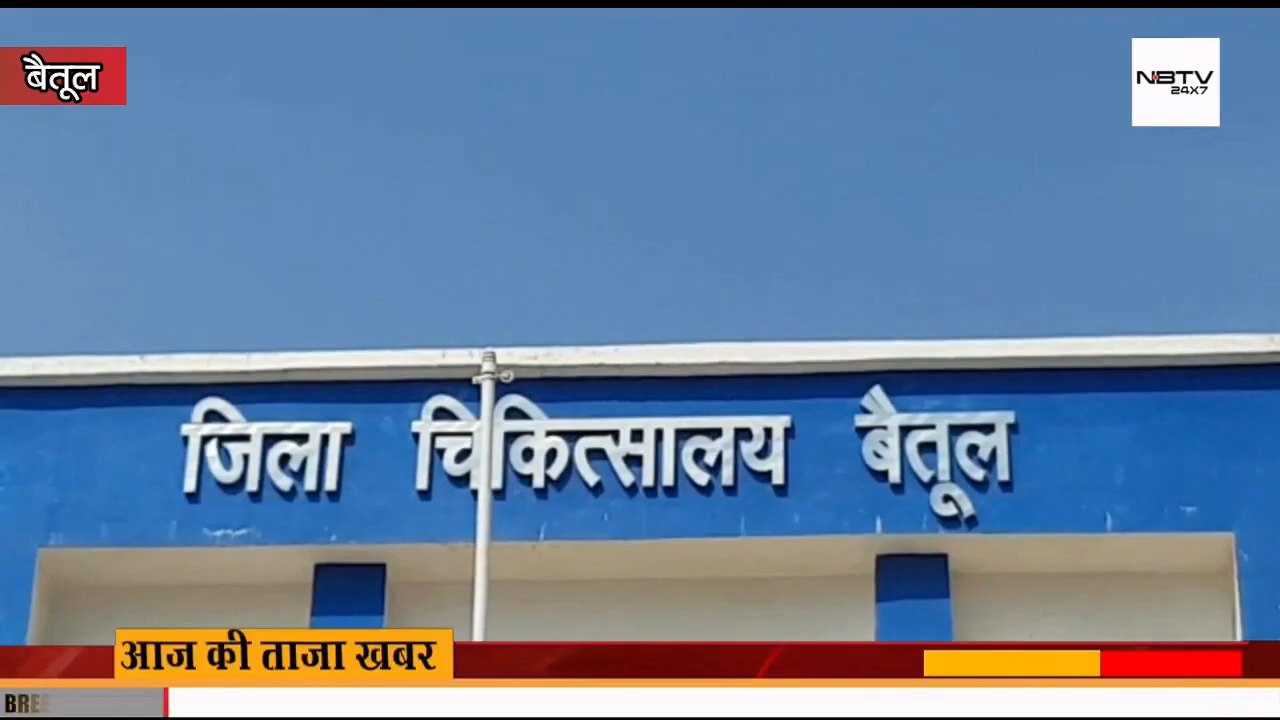 बैतूल
NBTV
24X7
जिला चिकित्सालय बैतूल
आज की ताजा खबर